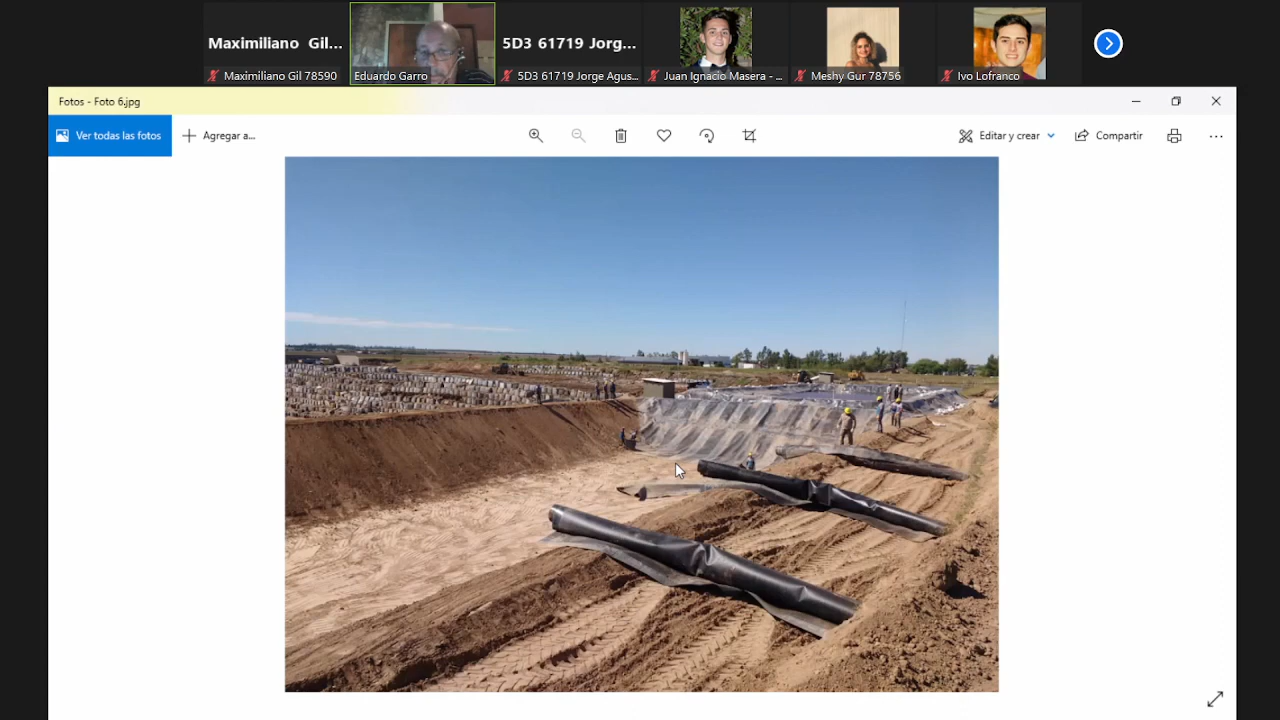 Maximiliano Gil...
5D3 61719 Jorg...
Maximiliano Gil 78590
Eduardo Garro
5D3 61719 Jorge Agus...
Juan Ignacio Masera - ...
Meshy Gur 78756
Ivo Lofranco
Fotos - Foto 6.jpg
Ver todas las fotos
Agregar a...
Editar y crear
Compartir